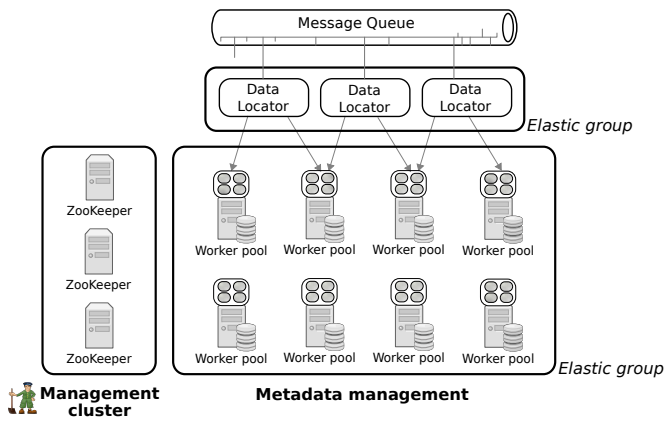 Message Queue
Data
Locator
Data
Locator
Data
Locator
Elastic group
ZooKeeper
ZooKeeper
ZooKeeper
Worker pool
Worker pool
Worker pool
Worker pool
Worker pool
Worker pool
Worker pool
Worker pool
Elastic group
Management
cluster
Metadata management